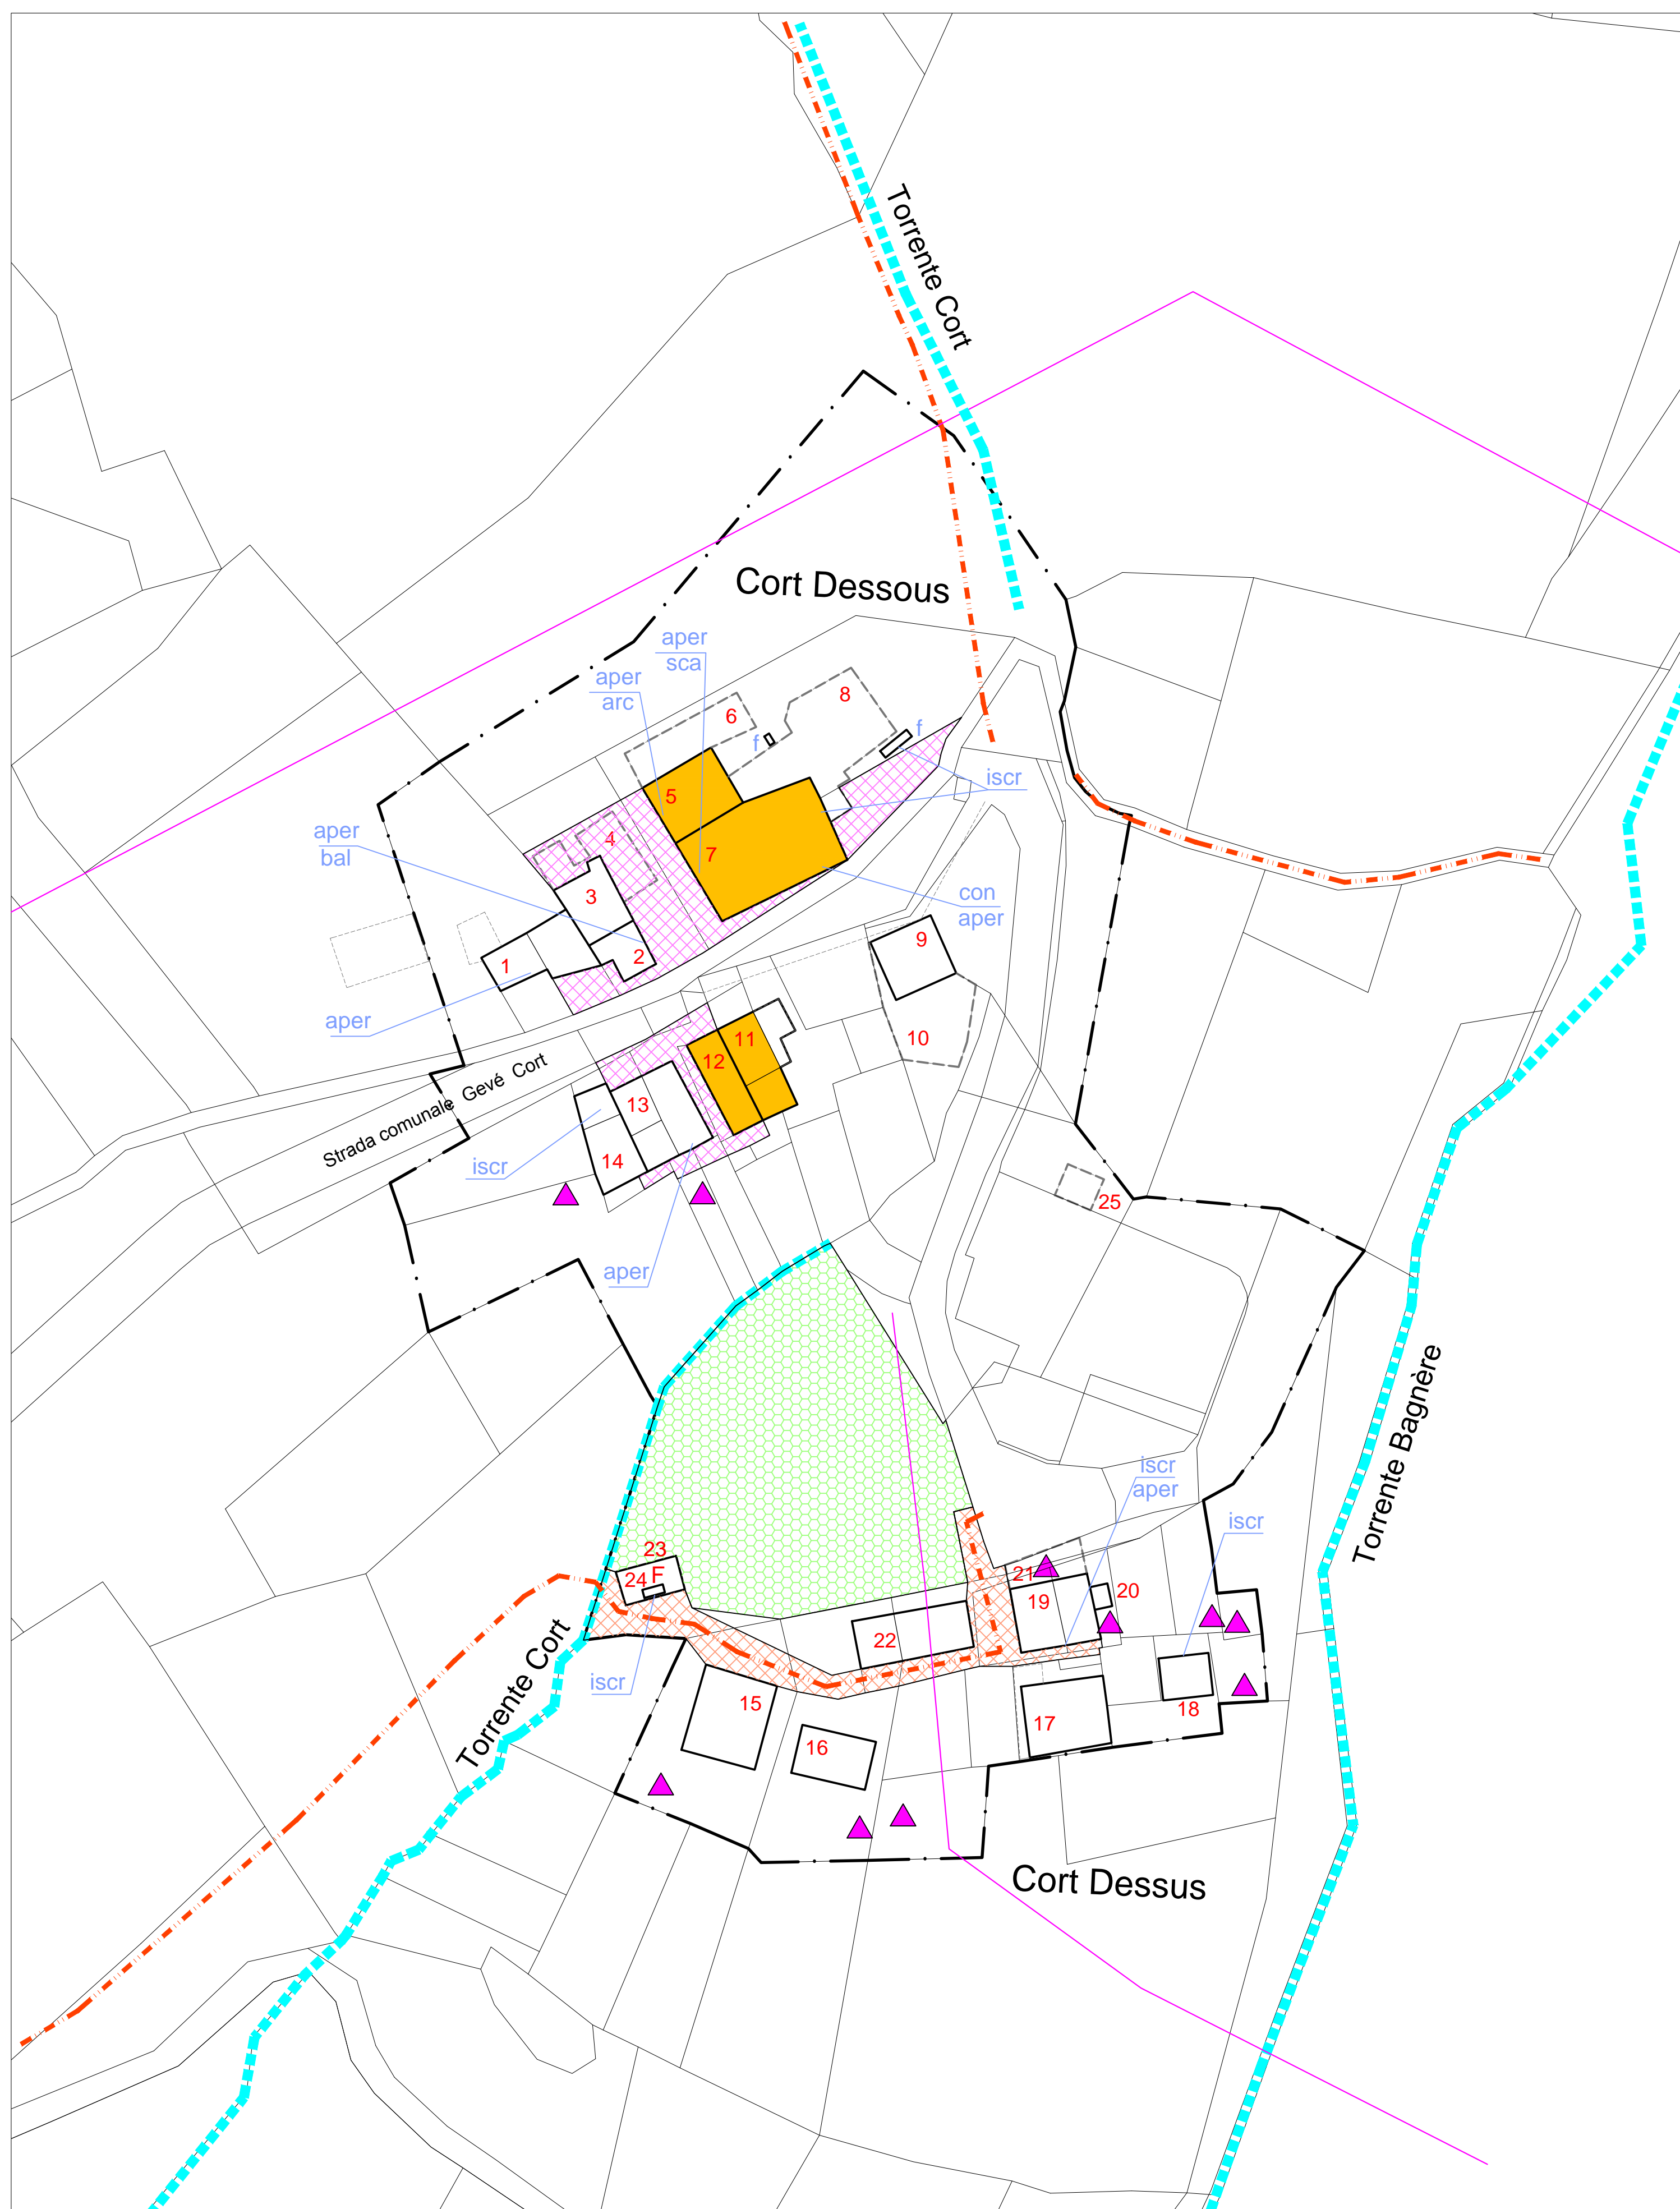 Torrente Cort
Cort Dessous
aper
sca
aper
arc
6
8
f
f
iscr
5
aper
bal
4
7
3
con
aper
1
2
9
aper
10
11
12
Strada comunale Gevé Cort
13
iscr
14
25
aper
Torrente Bagnère
iscr
aper
iscr
23
24 F
21
20
19
22
Torrente Cort
iscr
15
18
17
16
Cort Dessus